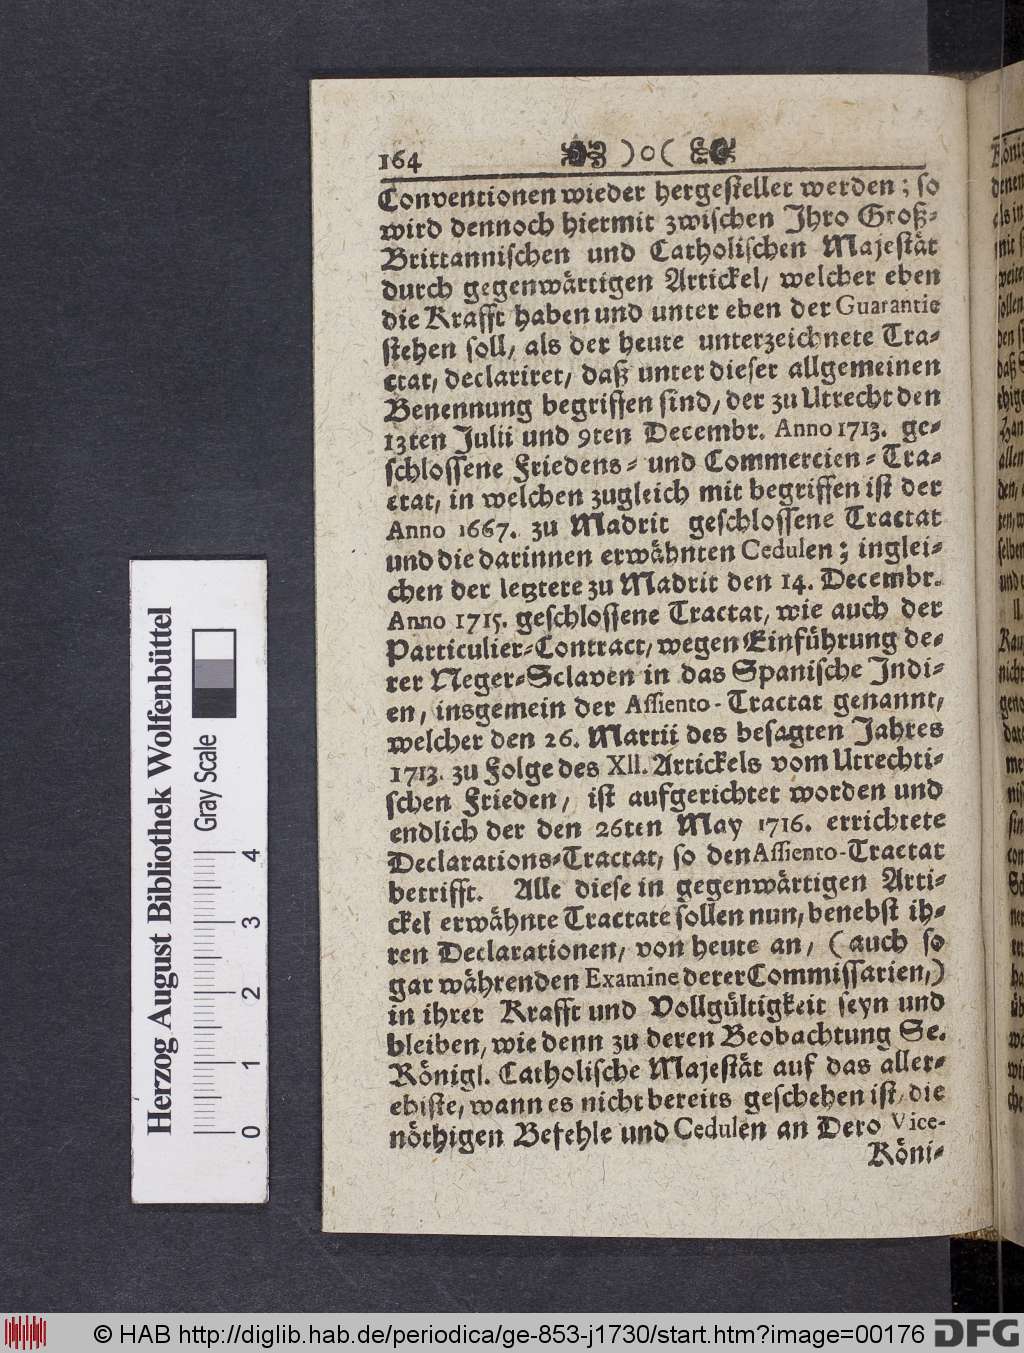 164 )o(
Conventionen wieder hergestellet werden; so
wird dennoch hiermit zwischen Ihro Groß-
Brittannischen und Catholischen Majestät
durch gegenwärtigen Artickel, welcher eben
die Krafft haben und unter eben der Guarantie
stehen soll, als der heute unterzeichnete Tra-
ctat, declariret, daß unter dieser allgemeinen
Benennung begriffen sind, der zu Utrecht den
13ten Julii und 9ten Decembr. Anno 1713. ge-
schlossene Friedens- und Commercien-Tra-
ctat, in welchen zugleich mit begriffen ist der
Anno 1667. zu Madrit geschlossene Tractat
und die darinnen erwähnten Cedulen; inglei-
chen der letztere zu Madrit den 14. Decembr.
Anno 1715. geschlossene Tractat, wie auch der
Particulier-Contract, wegen Einführung de-
rer Neger-Sclaven in das Spanische Indi-
en, insgemein der Assiento-Tractat genannt,
welcher den 26. Martii des besagten Jahres
1713. zu Folge des XII. Artickels vom Utrechti-
schen Frieden, ist aufgerichtet worden und
endlich der den 26ten May 1716. errichtete
Declarations-Tractat, so den Assiento-Tractat
betrifft. Alle diese in gegenwärtigen Arti-
ckel erwähnte Tractate sollen nun, benebst ih-
ren Declarationen, von heute an, (auch so
gar währenden Examine derer Commissarien,)
in ihrer Krafft und Vollgültigkeit seyn und
bleiben, wie denn zu deren Beobachtung Se.
Königl. Catholische Majestät auf das aller-
ehiste, wann es nicht bereits geschehen ist, die
nöthigen Befehle und Cedulen an Dero Vice-
Köni-
Herzog August Bibliothek Wolfenbüttel
Gray Scale
0 1 2 3 4
© HAB http://diglib.hab.de/periodica/ge-853-j1730/start.htm?image=00176 DFG